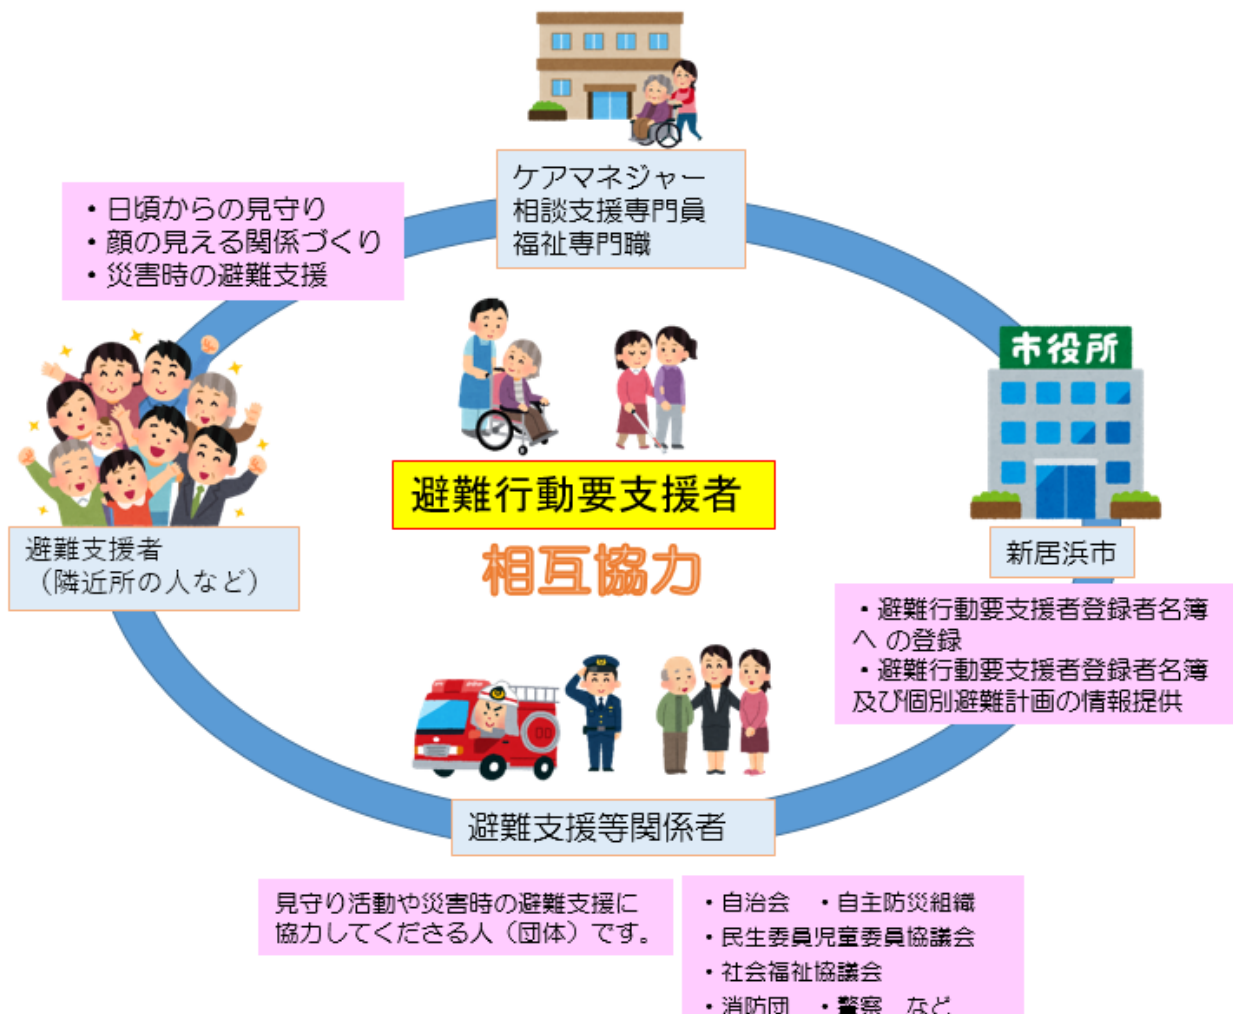 ケアマネジャー
相談支援専門員
福祉専門職
・日頃からの見守り
・顔の見える関係づくり
・災害時の避難支援
市役所
避難行動要支援者
相互協力
避難支援者
（隣近所の人など）
新居浜市
・避難行動要支援者登録者名簿
へ の登録
・避難行動要支援者登録者名簿
及び個別避難計画の情報提供
避難支援等関係者
見守り活動や災害時の避難支援に
協力してくださる人（団体）です。
・自治会　・自主防災組織
・民生委員児童委員協議会
・社会福祉協議会
・消防団　・警察　など